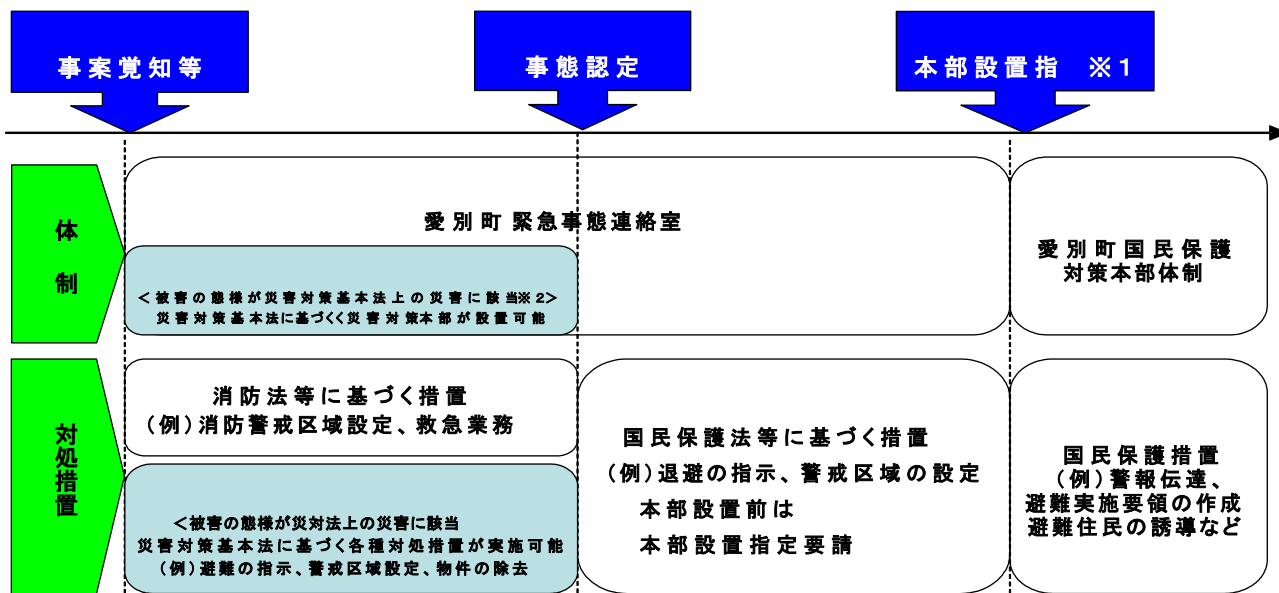 事案覚知等
事態認定
本部設置指 ※1
体制
愛別町 緊急事態連絡室
<被害の態様が災害対策基本法上の災害に該当※2>
災害対策基本法に基づくく災害対策本部が設置可能
愛別町国民保護
対策本部体制
対処措置
消防法等に基づく措置
(例)消防警戒区域設定、救急業務
<被害の態様が災対法上の災害に該当
災害対策基本法に基づく各種対処措置が実施可能
(例)避難の指示、警戒区域設定、物件の除去
国民保護法等に基づく措置
(例)退避の指示、警戒区域の設定
本部設置前は
本部設置指定要請
国民保護措置
(例)警報伝達、
避難実施要領の作成
避難住民の誘導など